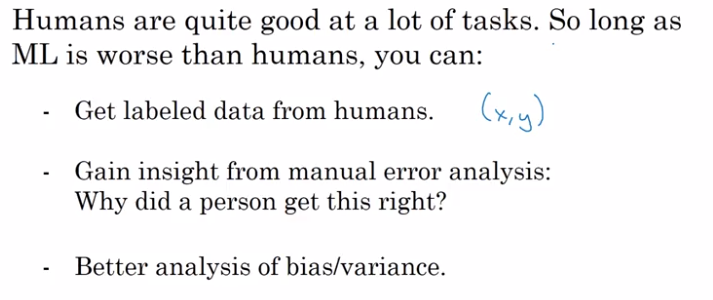 Humans are quite good at a lot of tasks. So long as
ML is worse than humans, you can:
- Get labeled data from humans. (x,y)
- Gain insight from manual error analysis:
Why did a person get this right?
- Better analysis of bias/variance.